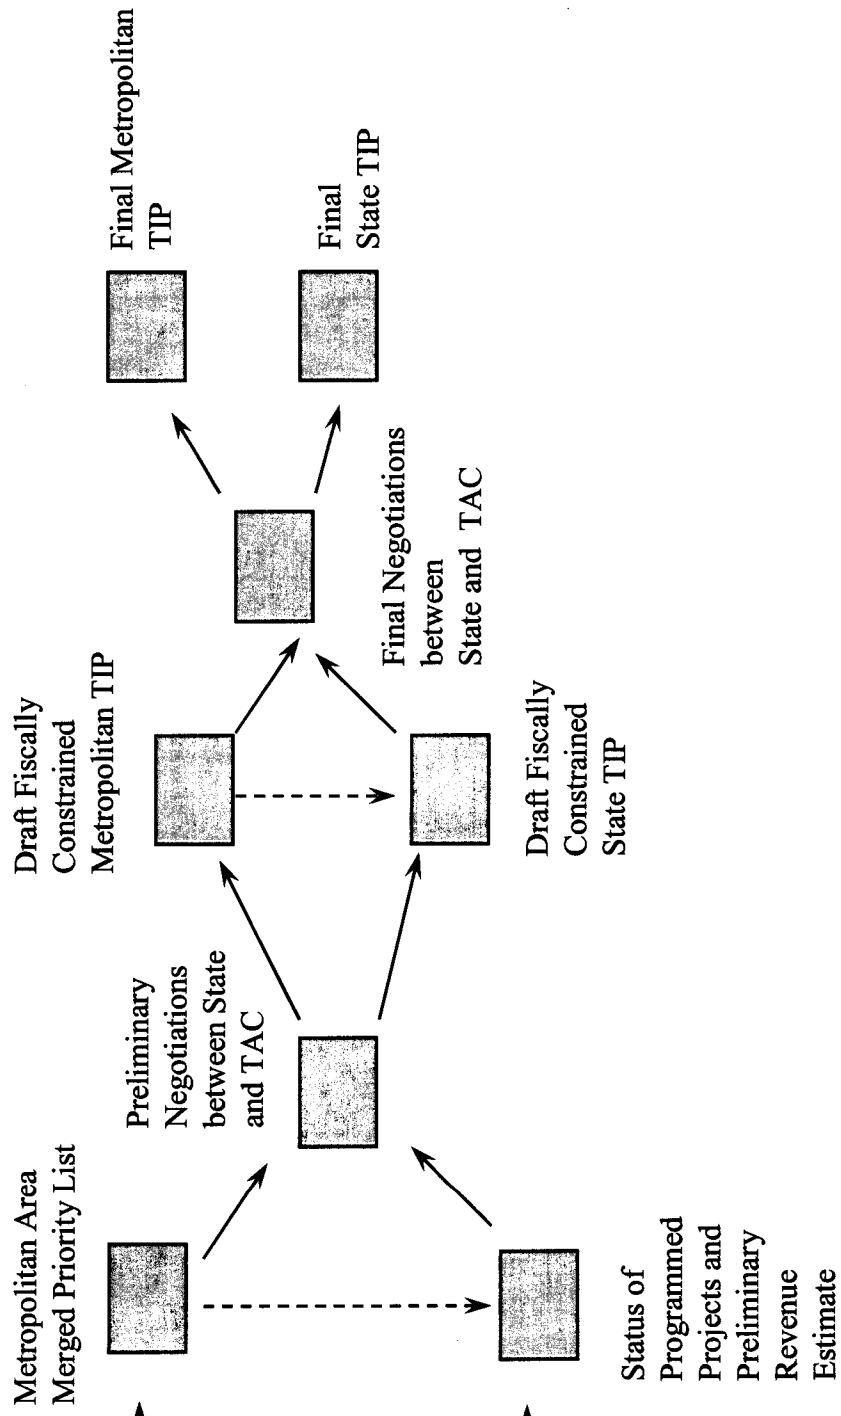 Metropolitan Area
Merged Priority List
Status of
Programmed
Projects and
Preliminary
Revenue
Estimate
Preliminary
Negotiations
between State
and TAC
Draft Fiscally
Constrained
Metropolitan TIP
Draft Fiscally
Constrained
State TIP
Final Negotiations
between
State and TAC
Final Metropolitan
TIP
Final
State TIP